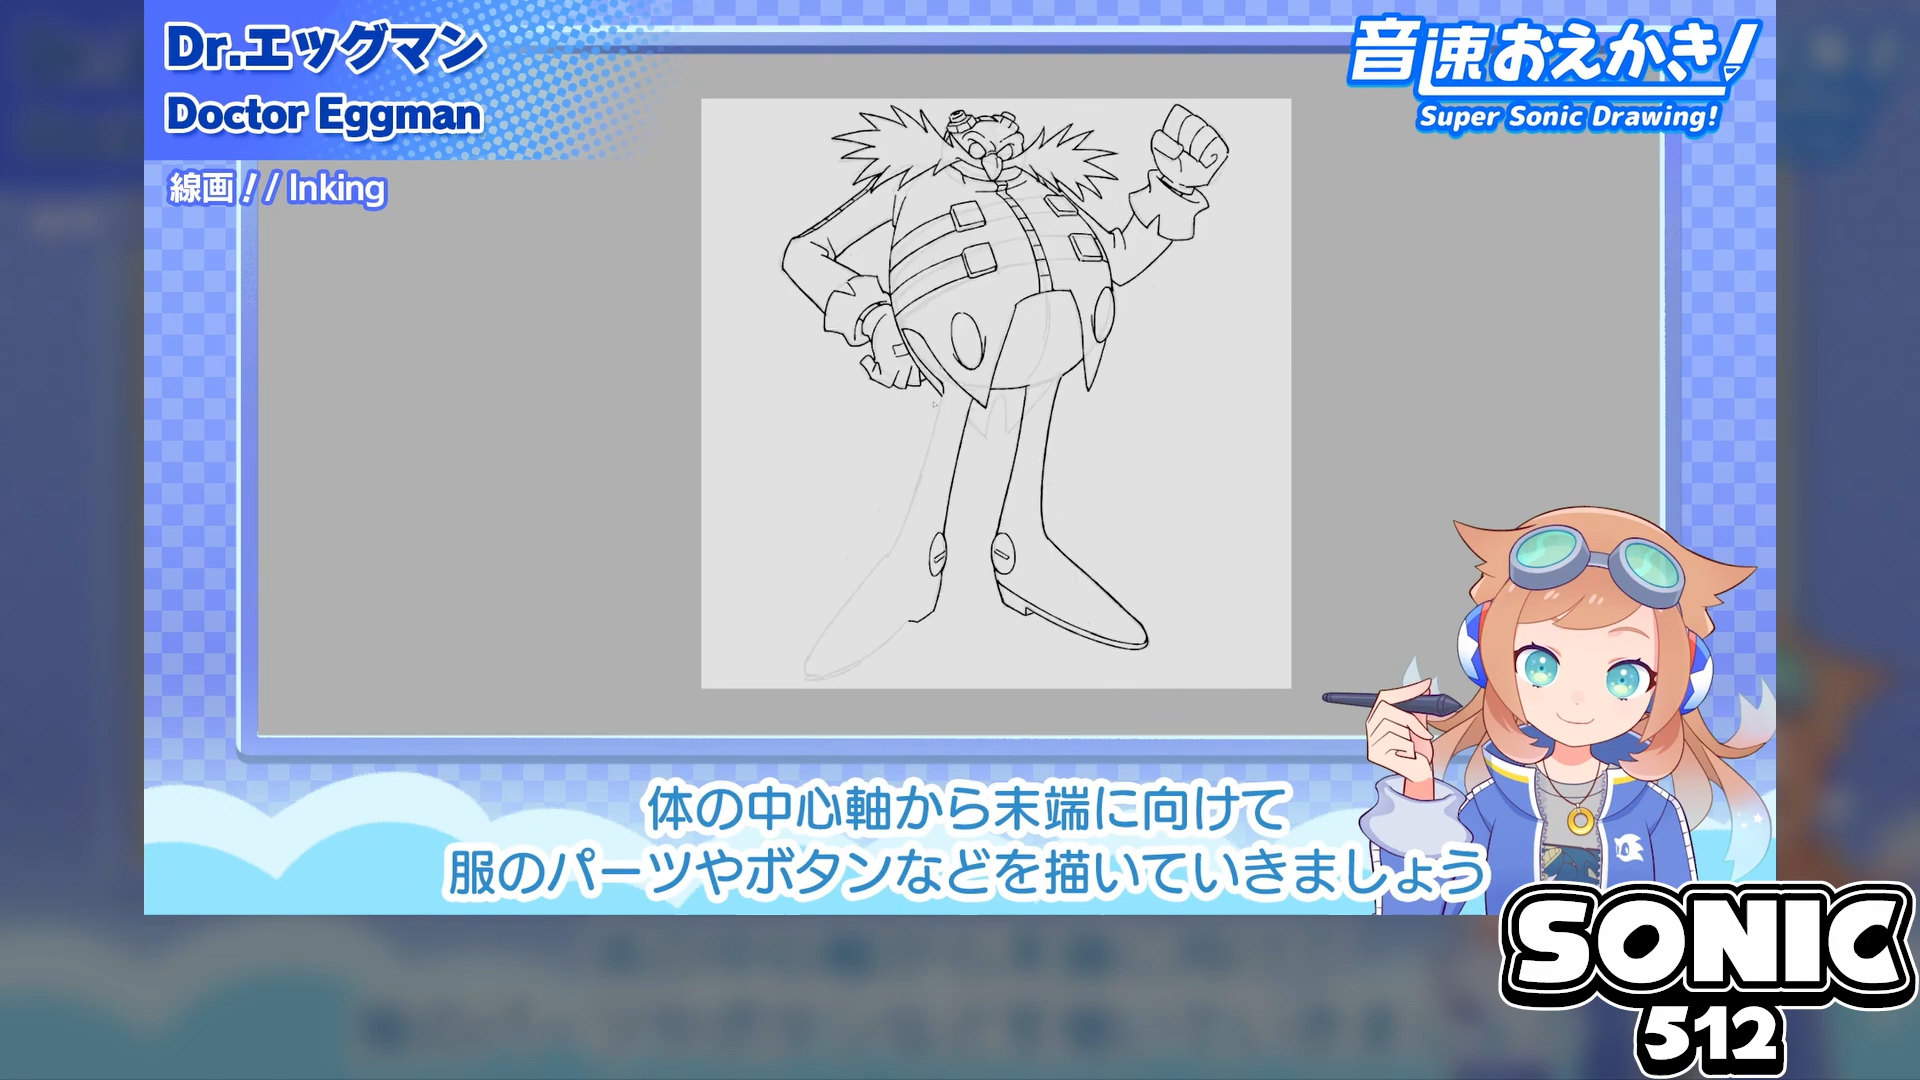 Dr.エッグマン
Doctor Eggman
線画！/ Inking
音速おえかき！
Super Sonic Drawing!
体の中心軸から末端に向けて
服のパーツやボタンなどを描いていきましょう
SONIC
512